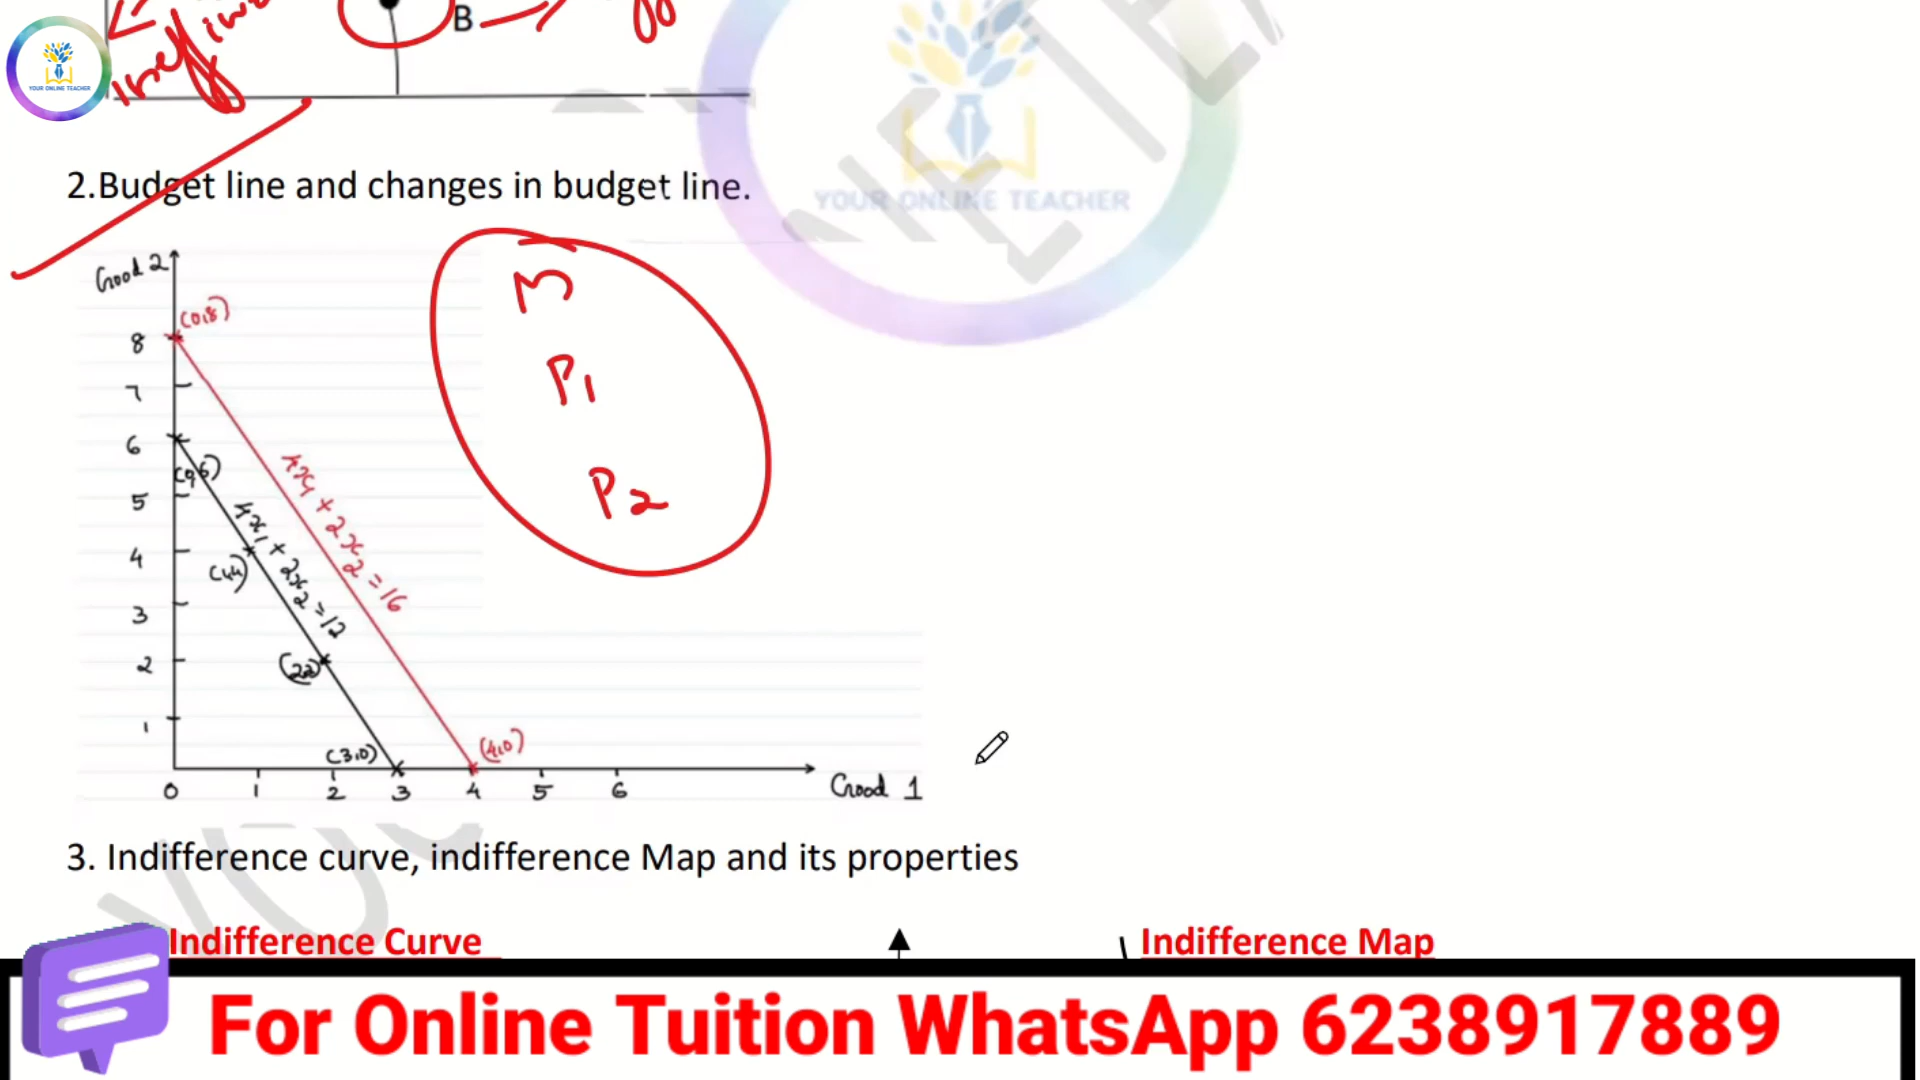 B
YOUR ONLINE TEACHER
2.Budget line and changes in budget line.
YOUR ONLINE TEACHER
Good 2
(0,8)
M
P1
P2
8
7
6
5
4
3
2
1
(0,6)
4x1 + 2x2 = 16
4x1 + 2x2 = 12
(2,2)
(3,0)
(4,0)
0 1 2 3 4 5 6
Good 1
3. Indifference curve, indifference Map and its properties
Indifference Curve
Indifference Map
For Online Tuition WhatsApp 6238917889